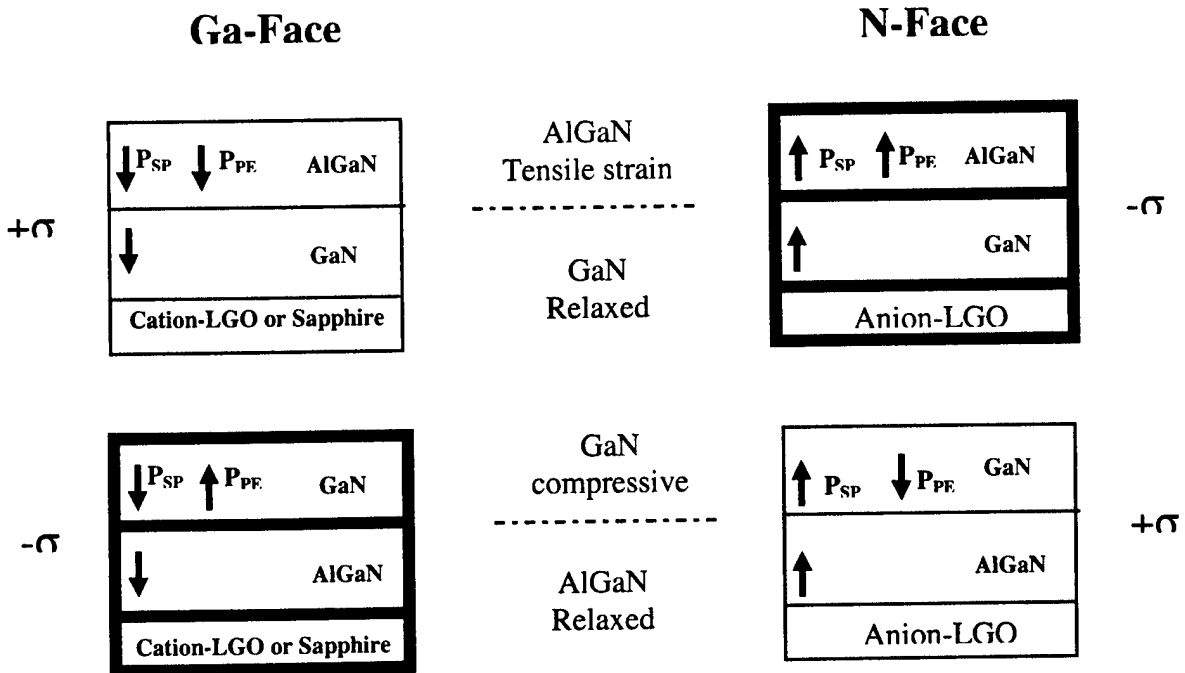 Ga-Face
N-Face
P_SP P_PE AlGaN
GaN
Cation-LGO or Sapphire
+σ
AlGaN
Tensile strain
GaN
Relaxed
P_SP P_PE AlGaN
GaN
Anion-LGO
-σ
P_SP P_PE GaN
AlGaN
Cation-LGO or Sapphire
-σ
GaN
compressive
AlGaN
Relaxed
P_SP P_PE GaN
AlGaN
Anion-LGO
+σ